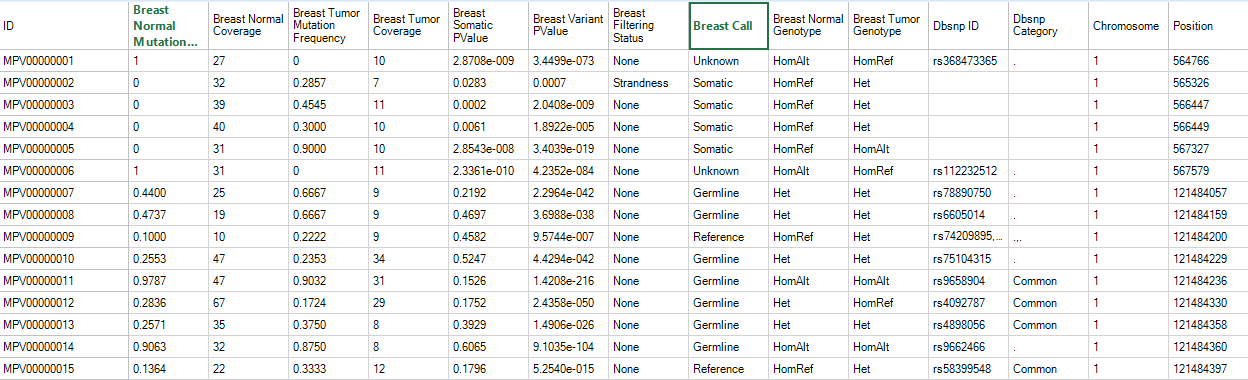 ID Breast Normal Mutation... Breast Normal Coverage Breast Tumor Mutation Frequency Breast Tumor Coverage Breast Somatic PValue Breast Variant PValue Breast Filtering Status Breast Call Breast Normal Genotype Breast Tumor Genotype Dbsnp ID Dbsnp Category Chromosome Position
MPV00000001 1 27 0 10 2.8708e-009 3.4499e-073 None Unknown HomAlt HomRef rs368473365 . 1 564766
MPV00000002 0 32 0.2857 7 0.0283 0.0007 Strandness Somatic HomRef Het 1 565326
MPV00000003 0 39 0.4545 11 0.0002 2.0408e-009 None Somatic HomRef Het 1 566447
MPV00000004 0 40 0.3000 10 0.0061 1.8922e-005 None Somatic HomRef Het 1 566449
MPV00000005 0 31 0.9000 10 2.8543e-008 3.4039e-019 None Somatic HomRef HomAlt 1 567327
MPV00000006 1 31 0 11 2.3361e-010 4.2352e-084 None Unknown HomAlt HomRef rs112232512 . 1 567579
MPV00000007 0.4400 25 0.6667 9 0.2192 2.2964e-042 None Germline Het Het rs78890750 . 1 121484057
MPV00000008 0.4737 19 0.6667 9 0.4697 3.6988e-038 None Germline Het Het rs6605014 . 1 121484159
MPV00000009 0.1000 10 0.2222 9 0.4582 9.5744e-007 None Reference HomRef Het rs74209895,... .,. 1 121484200
MPV00000010 0.2553 47 0.2353 34 0.5247 4.4294e-042 None Germline Het Het rs75104315 . 1 121484229
MPV00000011 0.9787 47 0.9032 31 0.1526 1.4208e-216 None Germline HomAlt HomAlt rs9658904 Common 1 121484236
MPV00000012 0.2836 67 0.1724 29 0.1752 2.4358e-050 None Germline Het HomRef rs4092787 Common 1 121484330
MPV00000013 0.2571 35 0.3750 8 0.3929 1.4906e-026 None Germline Het Het rs4898056 Common 1 121484358
MPV00000014 0.9063 32 0.8750 8 0.6065 9.1035e-104 None Germline HomAlt HomAlt rs9662466 . 1 121484360
MPV00000015 0.1364 22 0.3333 12 0.1796 5.2540e-015 None Reference HomRef Het rs58399548 Common 1 121484397